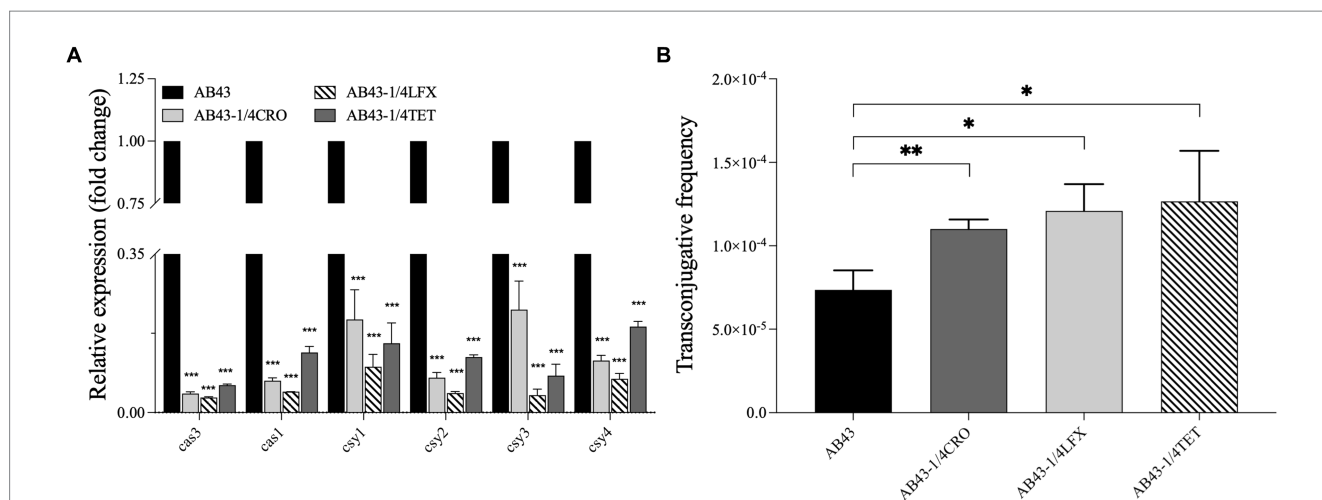 A
Relative expression (fold change)
1.25
1.00
0.75
0.35
0.00
AB43
AB43-1/4LFX
AB43-1/4CRO
AB43-1/4TET
*** *** ***
*** *** ***
*** *** ***
*** *** ***
*** *** ***
*** *** ***
cas3 cas1 csy1 csy2 csy3 csy4
B
Transconjugative frequency
2.0×10-4
1.5×10-4
1.0×10-4
5.0×10-5
0.0
*
*
**
AB43 AB43-1/4CRO AB43-1/4LFX AB43-1/4TET